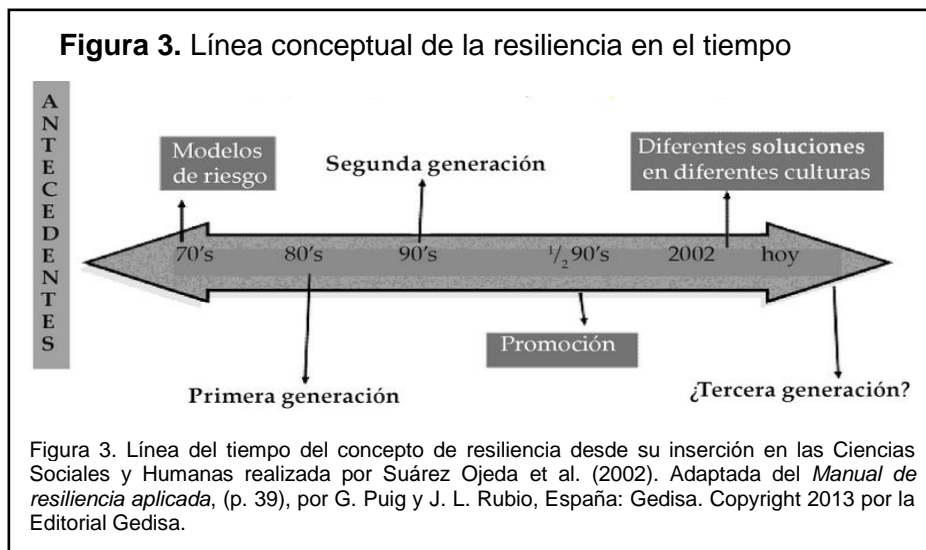 Figura 3. Línea conceptual de la resiliencia en el tiempo
ANTECEDENTES
Modelos
de riesgo
Segunda generación
Diferentes soluciones
en diferentes culturas
70's 80's 90's 1/2 90's 2002 hoy
Promoción
Primera generación
¿Tercera generación?
Figura 3. Línea del tiempo del concepto de resiliencia desde su inserción en las Ciencias
Sociales y Humanas realizada por Suárez Ojeda et al. (2002). Adaptada del Manual de
resiliencia aplicada, (p. 39), por G. Puig y J. L. Rubio, España: Gedisa. Copyright 2013 por la
Editorial Gedisa.